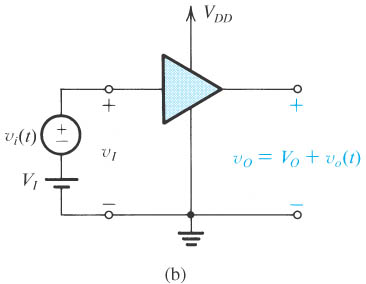 V_DD
+ +
v_i(t) + −
v_I
v_O = V_O + v_o(t)
V_I
− −
(b)